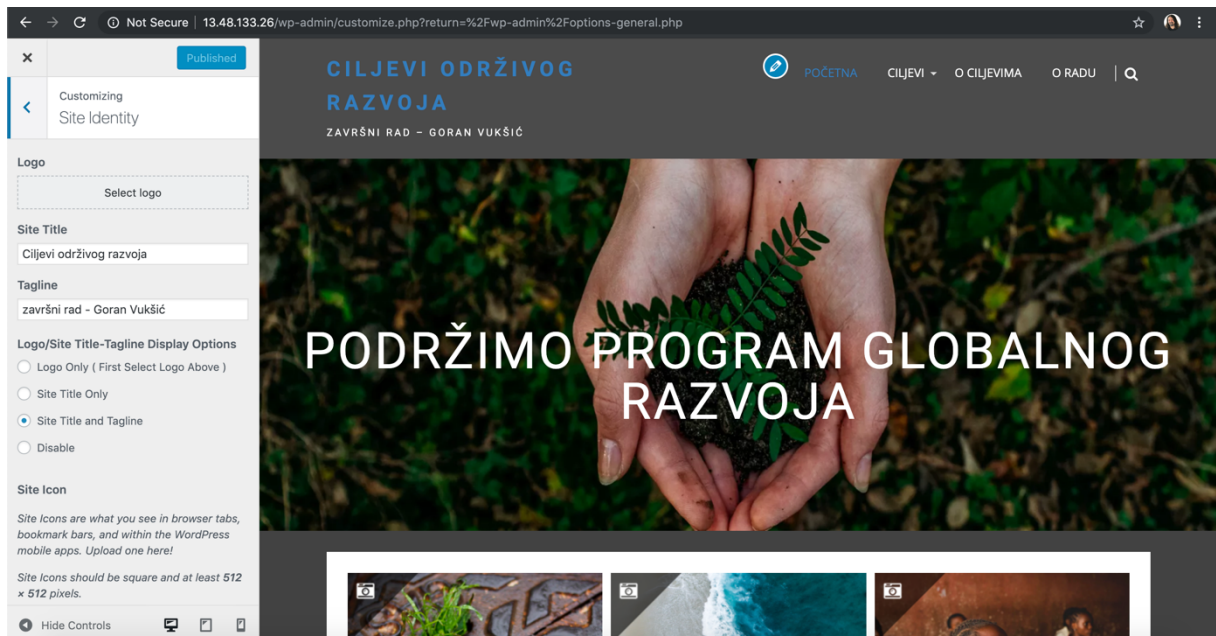 Not Secure | 13.48.133.26/wp-admin/customize.php?return=%2Fwp-admin%2Foptions-general.php
Published
Customizing
Site Identity
Logo
Select logo
Site Title
Ciljevi održivog razvoja
Tagline
završni rad - Goran Vukšić
Logo/Site Title-Tagline Display Options
Logo Only ( First Select Logo Above )
Site Title Only
Site Title and Tagline
Disable
Site Icon
Site Icons are what you see in browser tabs,
bookmark bars, and within the WordPress
mobile apps. Upload one here!
Site Icons should be square and at least 512
× 512 pixels.
Hide Controls
CILJEVI ODRŽIVOG
RAZVOJA
ZAVRŠNI RAD – GORAN VUKŠIĆ
POČETNA CILJEVI O CILJEVIMA O RADU
PODRŽIMO PROGRAM GLOBALNOG
RAZVOJA